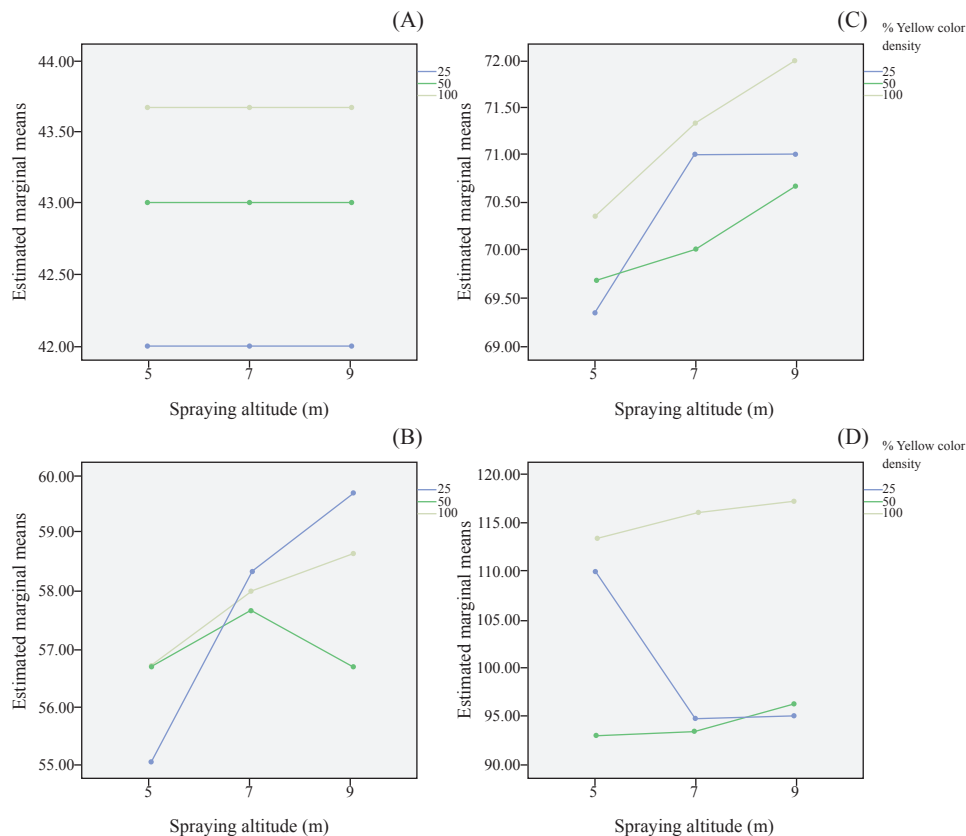 (A)
44.00
43.50
43.00
42.50
42.00
Estimated marginal means
5 7 9
Spraying altitude (m)
25
50
100
(C)
% Yellow color
density
25
50
100
72.00
71.50
71.00
70.50
70.00
69.50
69.00
Estimated marginal means
5 7 9
Spraying altitude (m)
(B)
60.00
59.00
58.00
57.00
56.00
55.00
Estimated marginal means
5 7 9
Spraying altitude (m)
25
50
100
(D)
% Yellow color
density
25
50
100
120.00
115.00
110.00
105.00
100.00
95.00
90.00
Estimated marginal means
5 7 9
Spraying altitude (m)